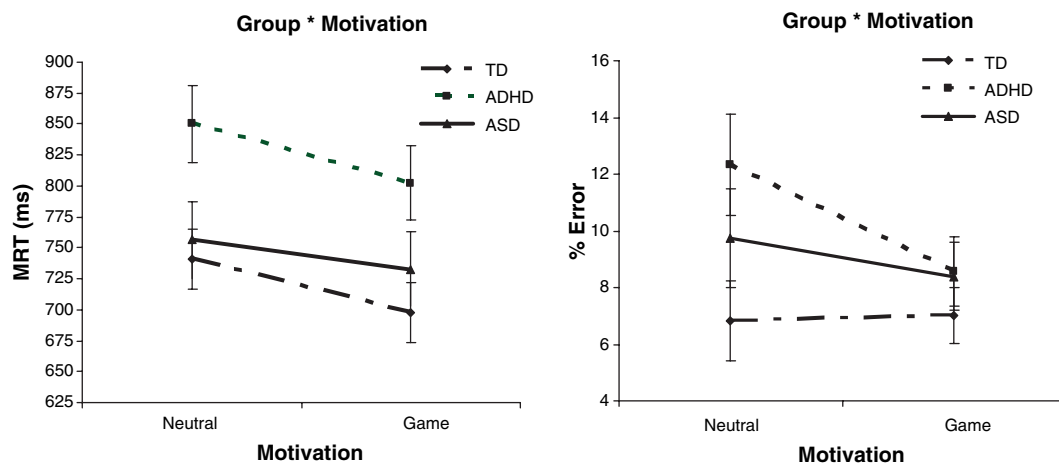 Group * Motivation
900
875
850
825
800
775
750
725
700
675
650
625
MRT (ms)
TD
ADHD
ASD
Neutral
Game
Motivation
Group * Motivation
16
14
12
10
8
6
4
% Error
TD
ADHD
ASD
Neutral
Game
Motivation